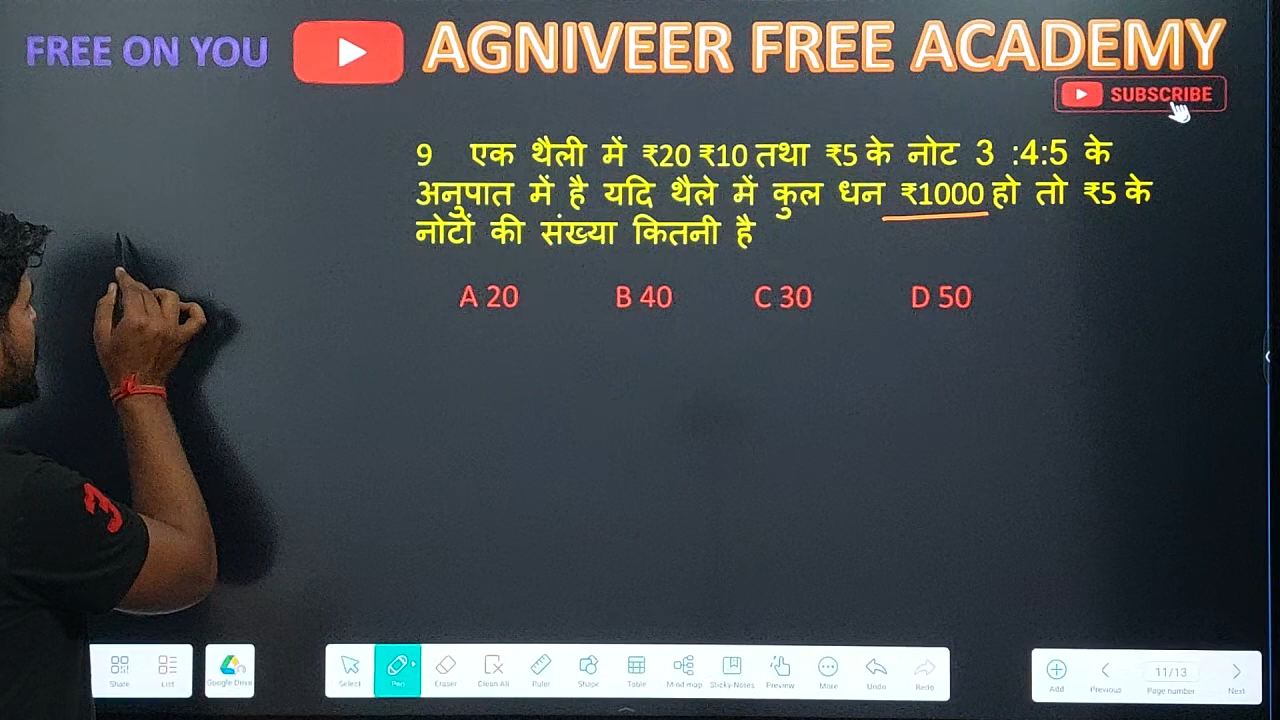 FREE ON YOU
AGNIVEER FREE ACADEMY
SUBSCRIBE
9 एक थैली में ₹20 ₹10 तथा ₹5 के नोट 3 :4:5 के
अनुपात में है यदि थैले में कुल धन ₹1000 हो तो ₹5 के
नोटों की संख्या कितनी है
A 20 B 40 C 30 D 50
3
Share List Google Drive Select Pen Eraser Clean All Ruler Shape Table Mind map Sticky-Notes Preview More Undo Redo Add Previous 11/13 Page number Next